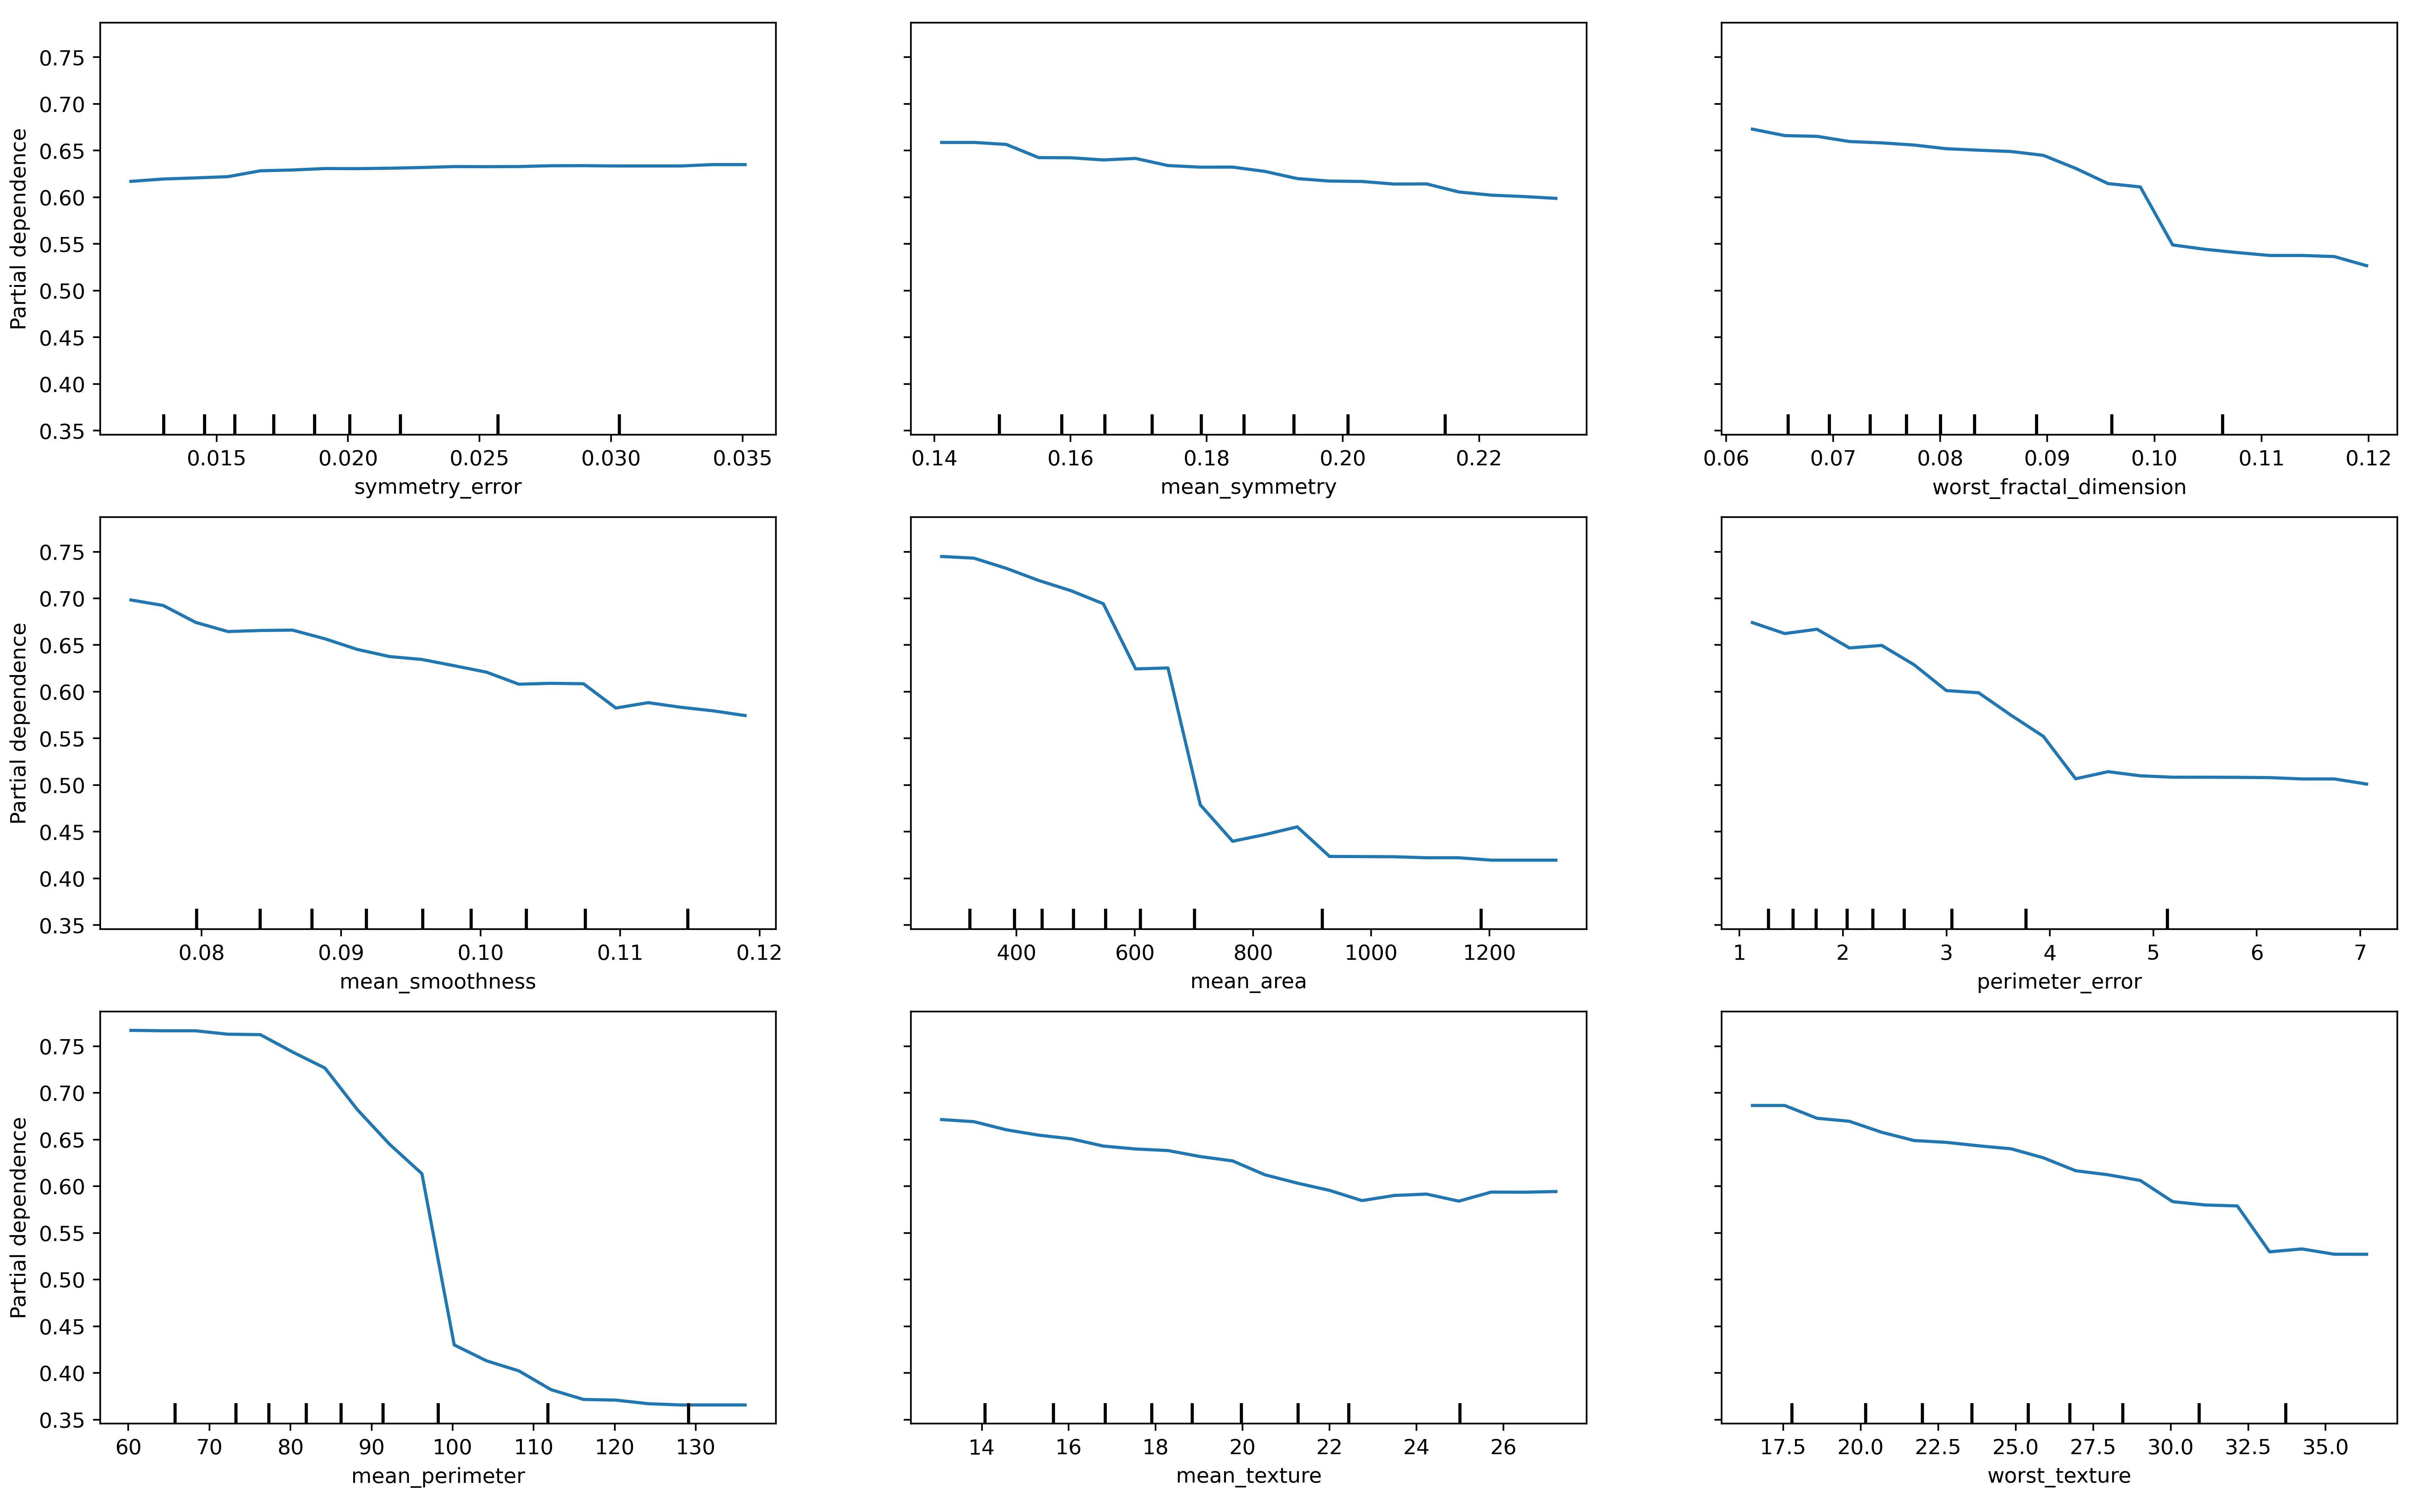 Partial dependence
0.75
0.70
0.65
0.60
0.55
0.50
0.45
0.40
0.35
0.015 0.020 0.025 0.030 0.035
symmetry_error
0.14 0.16 0.18 0.20 0.22
mean_symmetry
0.06 0.07 0.08 0.09 0.10 0.11 0.12
worst_fractal_dimension
Partial dependence
0.75
0.70
0.65
0.60
0.55
0.50
0.45
0.40
0.35
0.08 0.09 0.10 0.11 0.12
mean_smoothness
400 600 800 1000 1200
mean_area
1 2 3 4 5 6 7
perimeter_error
Partial dependence
0.75
0.70
0.65
0.60
0.55
0.50
0.45
0.40
0.35
60 70 80 90 100 110 120 130
mean_perimeter
14 16 18 20 22 24 26
mean_texture
17.5 20.0 22.5 25.0 27.5 30.0 32.5 35.0
worst_texture